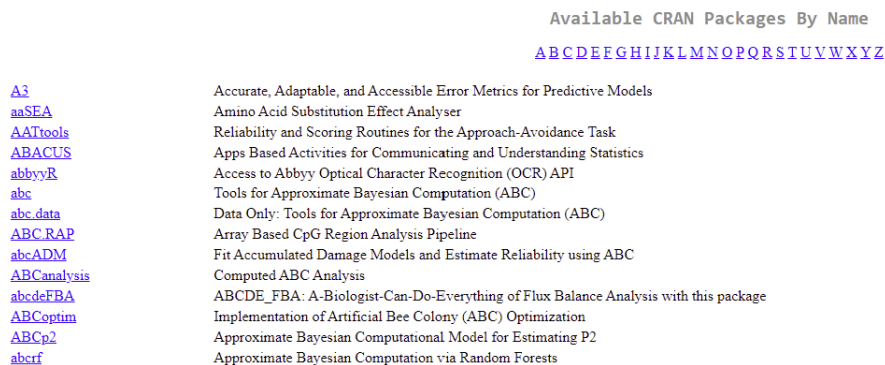 Available CRAN Packages By Name
A B C D E F G H I J K L M N O P Q R S T U V W X Y Z
A3 Accurate, Adaptable, and Accessible Error Metrics for Predictive Models
aaSEA Amino Acid Substitution Effect Analyser
AATtools Reliability and Scoring Routines for the Approach-Avoidance Task
ABACUS Apps Based Activities for Communicating and Understanding Statistics
abbyyR Access to Abbyy Optical Character Recognition (OCR) API
abc Tools for Approximate Bayesian Computation (ABC)
abc.data Data Only: Tools for Approximate Bayesian Computation (ABC)
ABC.RAP Array Based CpG Region Analysis Pipeline
abcADM Fit Accumulated Damage Models and Estimate Reliability using ABC
ABCanalysis Computed ABC Analysis
abcdeFBA ABCDE_FBA: A-Biologist-Can-Do-Everything of Flux Balance Analysis with this package
ABCoptim Implementation of Artificial Bee Colony (ABC) Optimization
ABCp2 Approximate Bayesian Computational Model for Estimating P2
abcrf Approximate Bayesian Computation via Random Forests